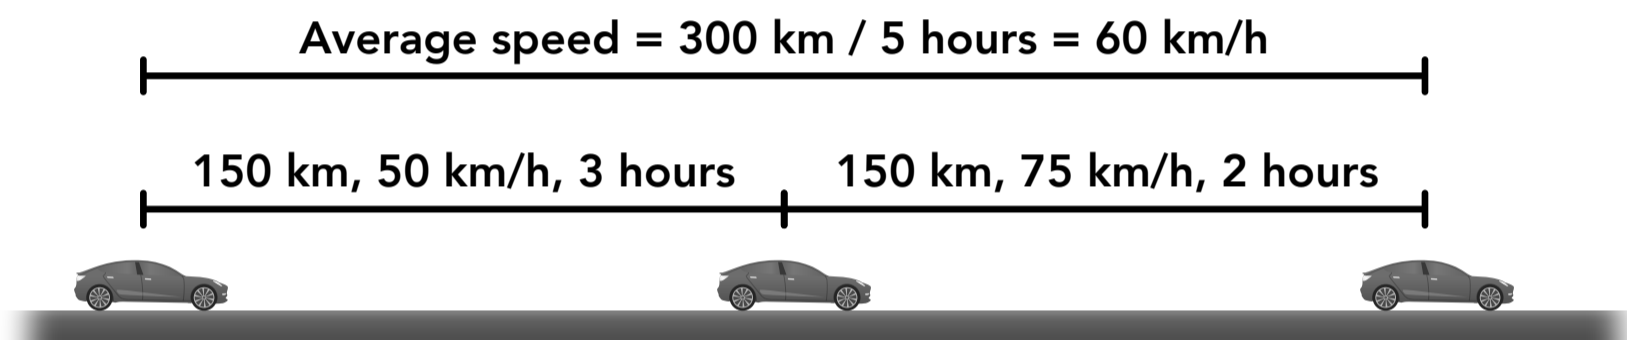 Average speed = 300 km / 5 hours = 60 km/h
150 km, 50 km/h, 3 hours
150 km, 75 km/h, 2 hours